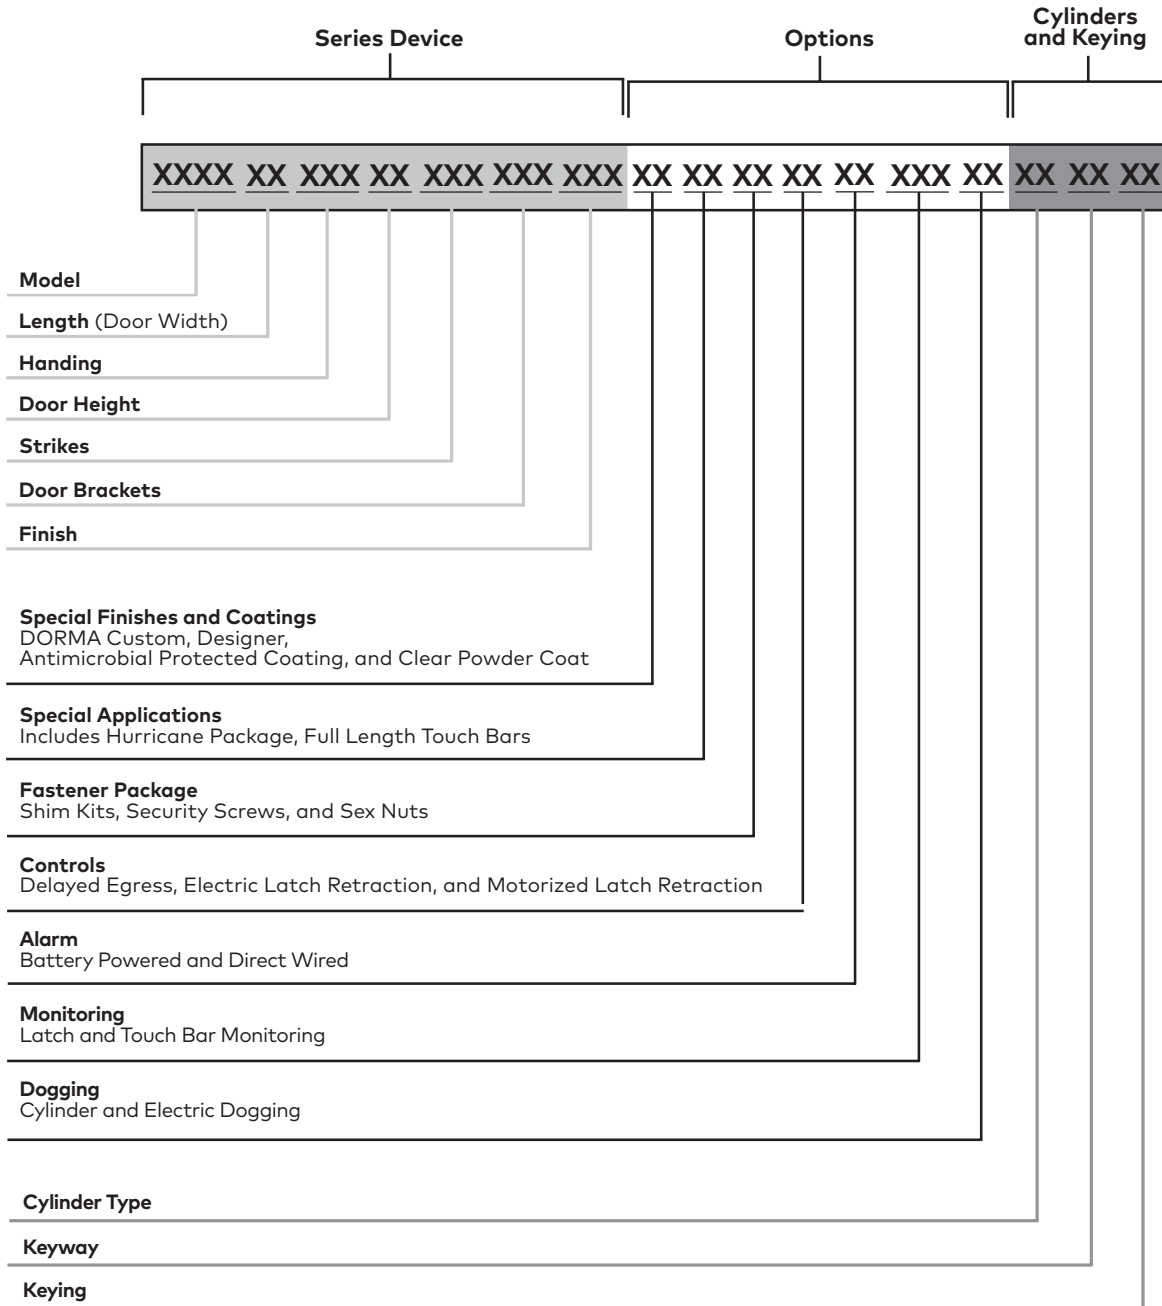 Series Device
Options
Cylinders
and Keying
XXXX XX XXX XX XXX XXX XXX XX XX XX XX XX XXX XX XX XX XX
Model
Length (Door Width)
Handing
Door Height
Strikes
Door Brackets
Finish
Special Finishes and Coatings
DORMA Custom, Designer,
Antimicrobial Protected Coating, and Clear Powder Coat
Special Applications
Includes Hurricane Package, Full Length Touch Bars
Fastener Package
Shim Kits, Security Screws, and Sex Nuts
Controls
Delayed Egress, Electric Latch Retraction, and Motorized Latch Retraction
Alarm
Battery Powered and Direct Wired
Monitoring
Latch and Touch Bar Monitoring
Dogging
Cylinder and Electric Dogging
Cylinder Type
Keyway
Keying